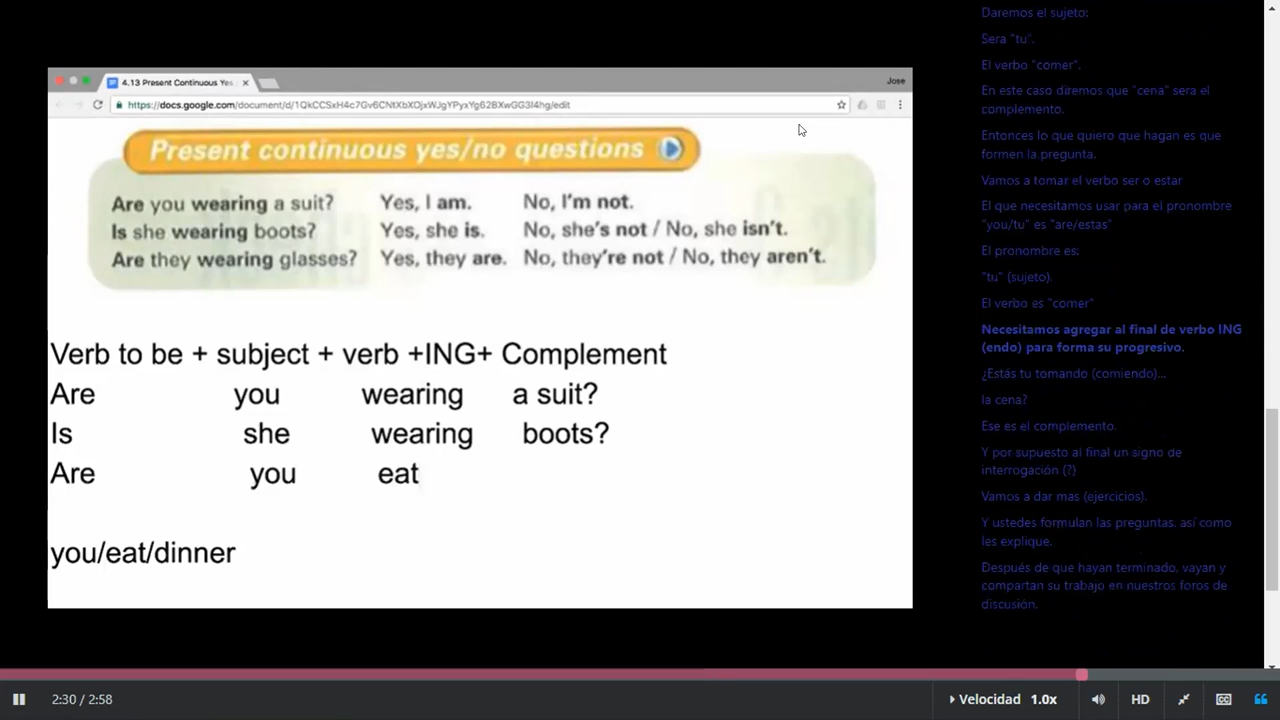 4.13 Present Continuous Yes
Jose
https://docs.google.com/document/d/1QkCCSxH4c7Gv6CNtXbXOjxWJgYPyxYg62BXwGG3I4hg/edit
Present continuous yes/no questions
Are you wearing a suit? Yes, I am. No, I'm not.
Is she wearing boots? Yes, she is. No, she's not / No, she isn't.
Are they wearing glasses? Yes, they are. No, they're not / No, they aren't.
Verb to be + subject + verb +ING+ Complement
Are you wearing a suit?
Is she wearing boots?
Are you eat
you/eat/dinner
Daremos el sujeto:
Sera "tu".
El verbo "comer".
En este caso diremos que "cena" sera el
complemento.
Entonces lo que quiero que hagan es que
formen la pregunta.
Vamos a tomar el verbo ser o estar
El que necesitamos usar para el pronombre
"you/tu" es "are/estas"
El pronombre es:
"tu" (sujeto).
El verbo es "comer"
Necesitamos agregar al final de verbo ING
(endo) para forma su progresivo.
¿Estás tu tomando (comiendo)...
la cena?
Ese es el complemento.
Y por supuesto al final un signo de
interrogación (?)
Vamos a dar mas (ejercicios).
Y ustedes formulan las preguntas, así como
les explique.
Después de que hayan terminado, vayan y
compartan su trabajo en nuestros foros de
discusión.
2:30 / 2:58
Velocidad 1.0x
HD
CC